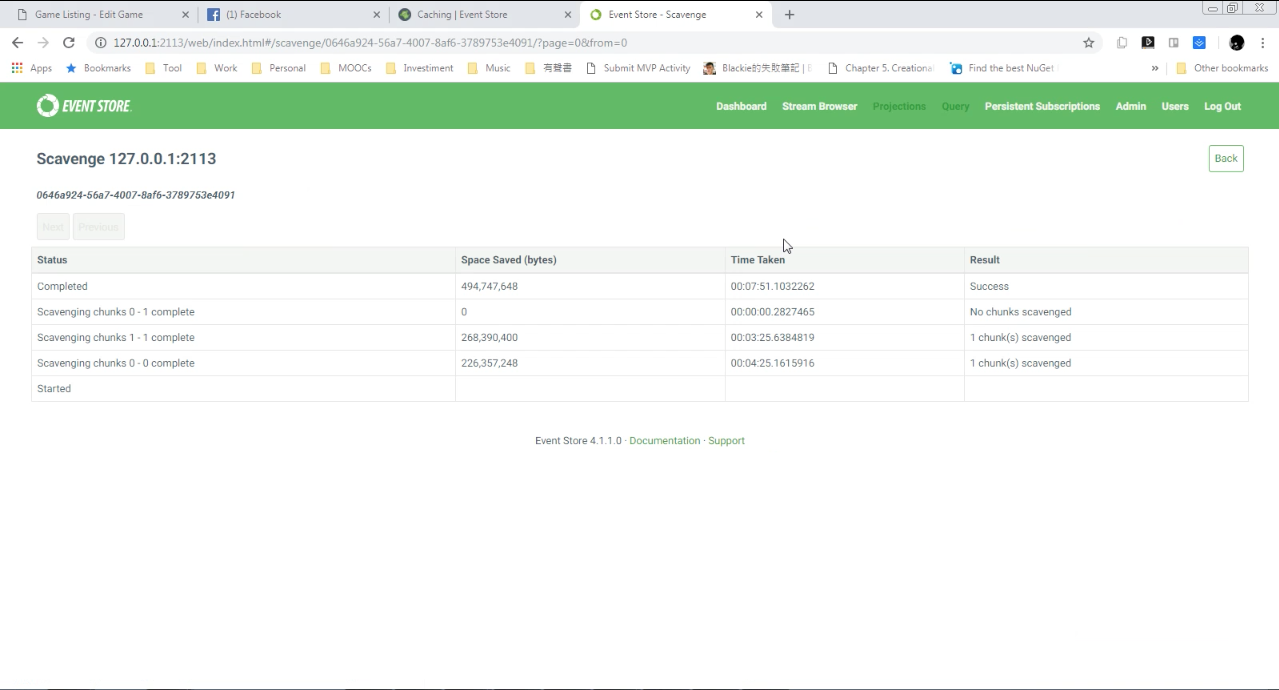 Game Listing - Edit Game
(1) Facebook
Caching | Event Store
Event Store - Scavenge
127.0.0.1:2113/web/index.html#/scavenge/0646a924-56a7-4007-8af6-3789753e4091/?page=0&from=0
Apps Bookmarks Tool Work Personal MOOCs Investiment Music 有聲書 Submit MVP Activity Blackie的失敗筆記 | Chapter 5. Creationa Find the best NuGet » Other bookmarks
EVENT STORE
Dashboard Stream Browser Projections Query Persistent Subscriptions Admin Users Log Out
Scavenge 127.0.0.1:2113
Back
0646a924-56a7-4007-8af6-3789753e4091
Next Previous
Status Space Saved (bytes) Time Taken Result
Completed 494,747,648 00:07:51.1032262 Success
Scavenging chunks 0 - 1 complete 0 00:00:00.2827465 No chunks scavenged
Scavenging chunks 1 - 1 complete 268,390,400 00:03:25.6384819 1 chunk(s) scavenged
Scavenging chunks 0 - 0 complete 226,357,248 00:04:25.1615916 1 chunk(s) scavenged
Started
Event Store 4.1.1.0 · Documentation · Support